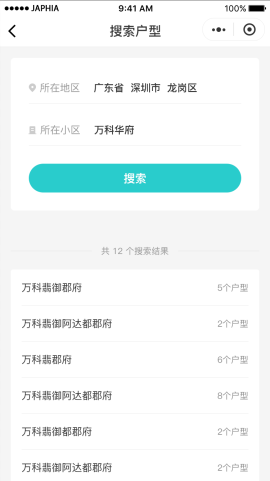 ●●●●● JAPHIA 9:41 AM 100%
搜索户型
所在地区 广东省 深圳市 龙岗区
所在小区 万科华府
搜索
共 12 个搜索结果
万科翡御郡府 5个户型
万科翡御阿达都郡府 2个户型
万科翡郡府 6个户型
万科翡御阿达都郡府 8个户型
万科翡御都郡府 2个户型
万科翡御阿达都郡府 2个户型